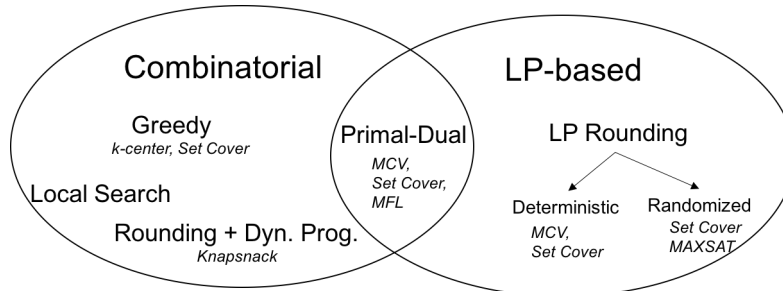 Combinatorial
LP-based
Greedy
k-center, Set Cover
Primal-Dual
MCV,
Set Cover,
MFL
LP Rounding
Local Search
Rounding + Dyn. Prog.
Knapsnack
Deterministic
MCV,
Set Cover
Randomized
Set Cover
MAXSAT